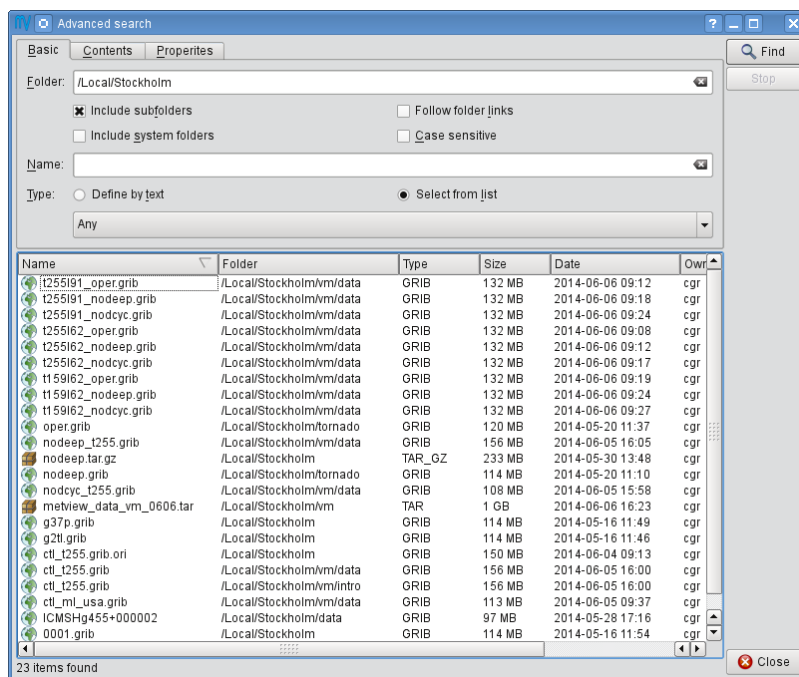 Advanced search
Basic Contents Properites
Find
Stop
Folder: /Local/Stockholm
Include subfolders Follow folder links
Include system folders Case sensitive
Name:
Type: Define by text Select from list
Any
Name Folder Type Size Date Own
t255l91_oper.grib /Local/Stockholm/vm/data GRIB 132 MB 2014-06-06 09:12 cgr
t255l91_nodeep.grib /Local/Stockholm/vm/data GRIB 132 MB 2014-06-06 09:18 cgr
t255l91_nodcyc.grib /Local/Stockholm/vm/data GRIB 132 MB 2014-06-06 09:24 cgr
t255l62_oper.grib /Local/Stockholm/vm/data GRIB 132 MB 2014-06-06 09:08 cgr
t255l62_nodeep.grib /Local/Stockholm/vm/data GRIB 132 MB 2014-06-06 09:12 cgr
t255l62_nodcyc.grib /Local/Stockholm/vm/data GRIB 132 MB 2014-06-06 09:17 cgr
t159l62_oper.grib /Local/Stockholm/vm/data GRIB 132 MB 2014-06-06 09:19 cgr
t159l62_nodeep.grib /Local/Stockholm/vm/data GRIB 132 MB 2014-06-06 09:24 cgr
t159l62_nodcyc.grib /Local/Stockholm/vm/data GRIB 132 MB 2014-06-06 09:27 cgr
oper.grib /Local/Stockholm/tornado GRIB 120 MB 2014-05-20 11:37 cgr
nodeep_t255.grib /Local/Stockholm/vm/data GRIB 156 MB 2014-06-05 16:05 cgr
nodeep.tar.gz /Local/Stockholm TAR_GZ 233 MB 2014-05-30 13:48 cgr
nodeep.grib /Local/Stockholm/tornado GRIB 114 MB 2014-05-20 11:10 cgr
nodcyc_t255.grib /Local/Stockholm/vm/data GRIB 108 MB 2014-06-05 15:58 cgr
metview_data_vm_0606.tar /Local/Stockholm/vm TAR 1 GB 2014-06-06 16:23 cgr
g37p.grib /Local/Stockholm GRIB 114 MB 2014-05-16 11:49 cgr
g2tl.grib /Local/Stockholm GRIB 114 MB 2014-05-16 11:46 cgr
ctl_t255.grib.ori /Local/Stockholm GRIB 150 MB 2014-06-04 09:13 cgr
ctl_t255.grib /Local/Stockholm/vm/data GRIB 156 MB 2014-06-05 16:00 cgr
ctl_t255.grib /Local/Stockholm/vm/intro GRIB 156 MB 2014-06-05 16:00 cgr
ctl_ml_usa.grib /Local/Stockholm/vm/data GRIB 113 MB 2014-06-05 09:37 cgr
ICMSHg455+000002 /Local/Stockholm/data GRIB 97 MB 2014-05-28 17:16 cgr
0001.grib /Local/Stockholm GRIB 114 MB 2014-05-16 11:54 cgr
23 items found
Close